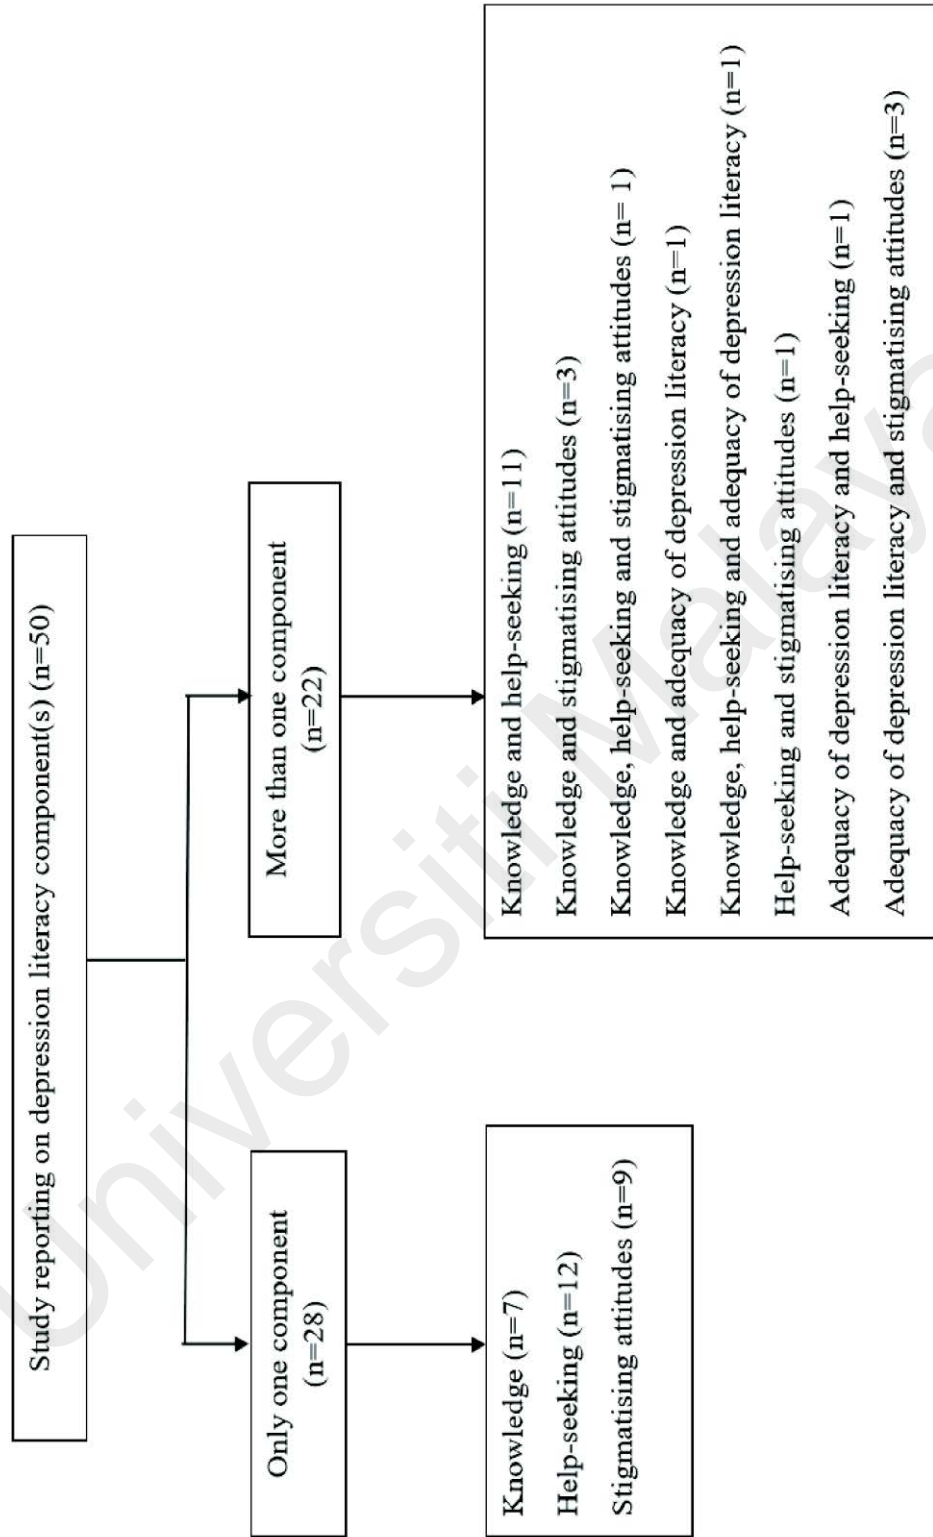 Study reporting on depression literacy component(s) (n=50)
Only one component
(n=28)
More than one component
(n=22)
Knowledge (n=7)
Help-seeking (n=12)
Stigmatising attitudes (n=9)
Knowledge and help-seeking (n=11)
Knowledge and stigmatising attitudes (n=3)
Knowledge, help-seeking and stigmatising attitudes (n= 1)
Knowledge and adequacy of depression literacy (n=1)
Knowledge, help-seeking and adequacy of depression literacy (n=1)
Help-seeking and stigmatising attitudes (n=1)
Adequacy of depression literacy and help-seeking (n=1)
Adequacy of depression literacy and stigmatising attitudes (n=3)
Universiti Malaya